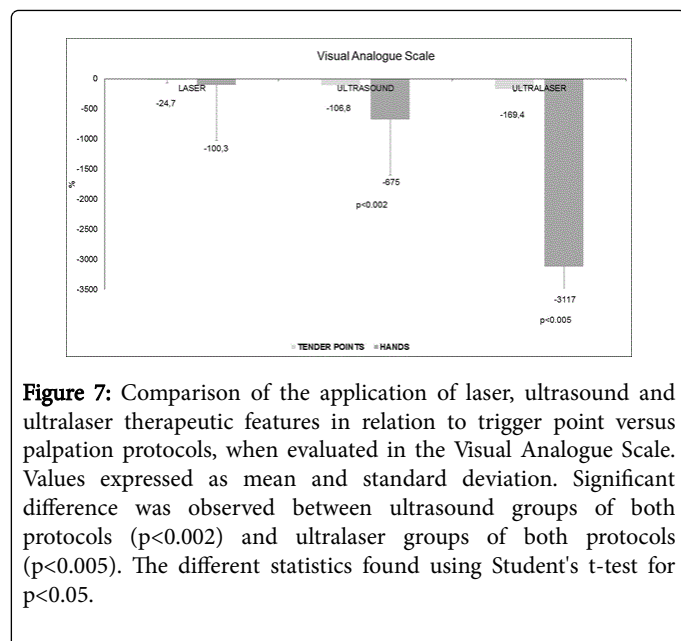 Visual Analogue Scale
0
-500
-1000
-1500
-2000
-2500
-3000
-3500
%
LASER
ULTRASOUND
ULTRALASER
-24,7
-100,3
-106,8
-675
p<0.002
-169,4
-3117
p<0.005
TENDER POINTS HANDS
Figure 7: Comparison of the application of laser, ultrasound and
ultralaser therapeutic features in relation to trigger point versus
palpation protocols, when evaluated in the Visual Analogue Scale.
Values expressed as mean and standard deviation. Significant
difference was observed between ultrasound groups of both
protocols (p<0.002) and ultralaser groups of both protocols
(p<0.005). The different statistics found using Student's t-test for
p<0.05.